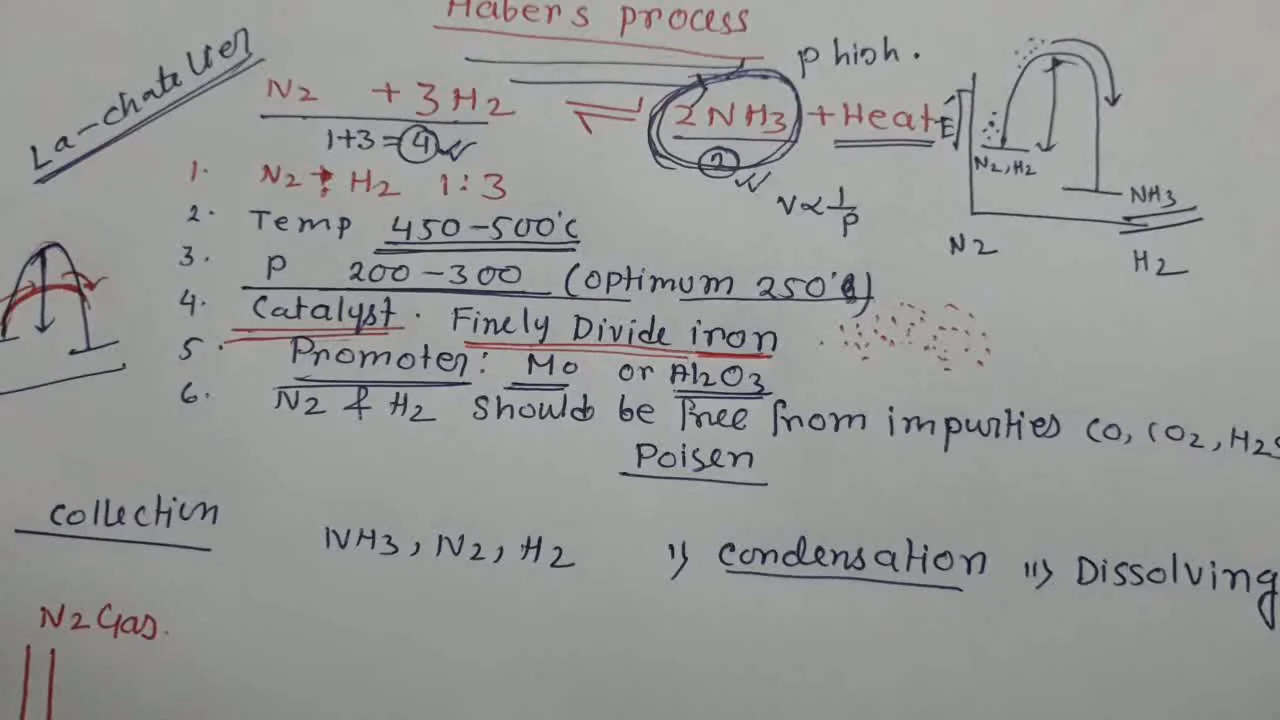 Habers process
La-chatelier
P high.
N2 + 3H2 ⇌ 2NH3 + Heat
1+3=4
2
V∝1/P
E
N2, H2
NH3
N2
H2
1. N2 : H2 1:3
2. Temp 450-500°C
3. P 200-300 (optimum 250
4. Catalyst. Finely Divide iron
5. Promoter: Mo or Al2O3
6. N2 & H2 should be free from impurties CO, CO2, H2S
Poisen
collection
NH3, N2, H2 i) condensation ii) Dissolving
N2 Gas.